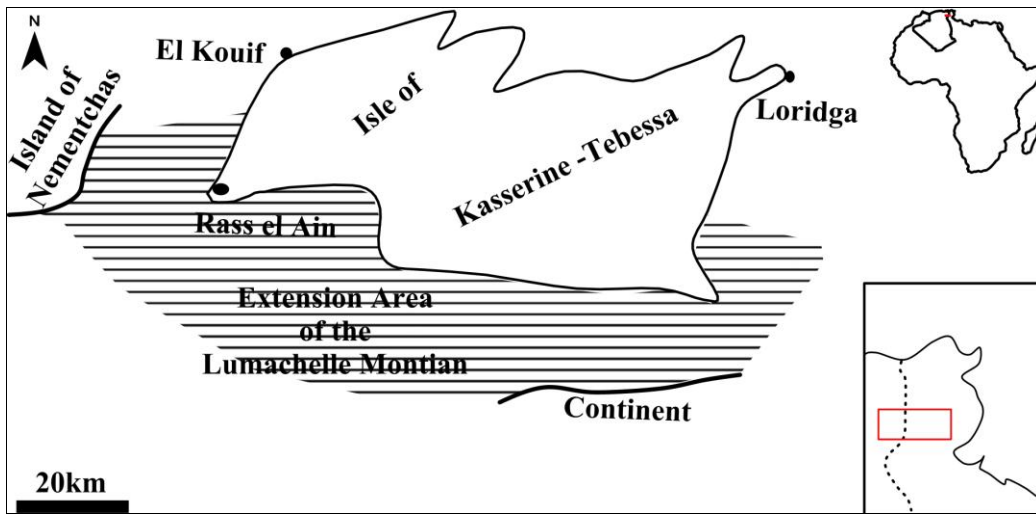 N
El Kouif
Island of
Nementchas
Isle of
Kasserine -Tebessa
Loridga
Rass el Ain
Extension Area
of the
Lumachelle Montian
Continent
20km